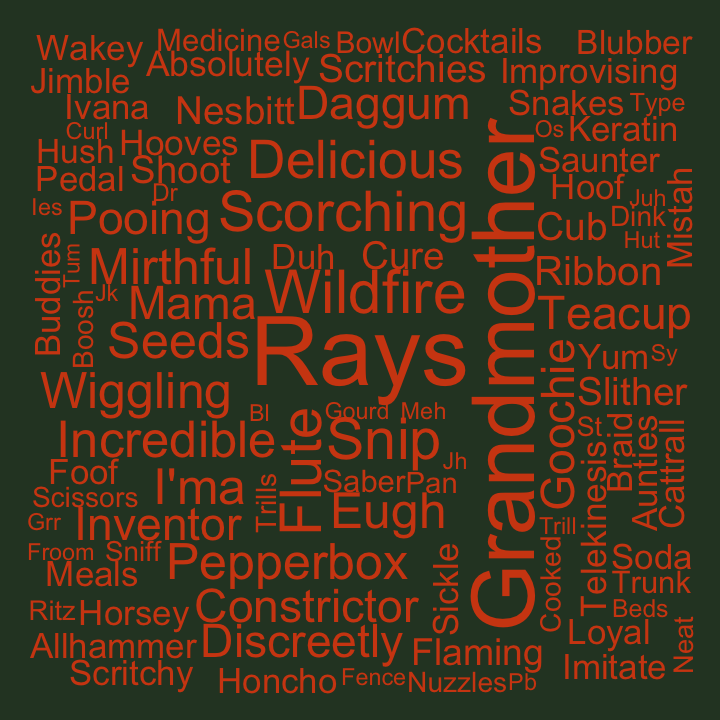 Wakey
Medicine
Gals
Bowl
Cocktails
Blubber
Jimble
Absolutely
Scritchies
Improvising
Ivana
Nesbitt
Daggum
Snakes
Type
Curl
Hooves
Os
Keratin
Hush
Shoot
Delicious
Saunter
Pedal
Dr
Hoof
Juh
Mistah
Ies
Pooing
Scorching
Cub
Dink
Hut
Buddies
Tum
Mirthful
Duh
Cure
Ribbon
Boosh
Jk
Mama
Wildfire
Grandmother
Teacup
Seeds
Rays
Goochie
Yum
Sy
Wiggling
Bl
Gourd
Meh
Slither
Incredible
Flute
Snip
St
Braid
Aunties
Cattrall
Foof
I'ma
Trills
Saber
Pan
Jh
Telekinesis
Scissors
Grr
Inventor
Eugh
Trill
Froom
Sniff
Pepperbox
Sickle
Cooked
Soda
Meals
Trunk
Ritz
Horsey
Constrictor
Beds
Allhammer
Discreetly
Flaming
Loyal
Neat
Scritchy
Honcho
Fence
Nuzzles
Pb
Imitate